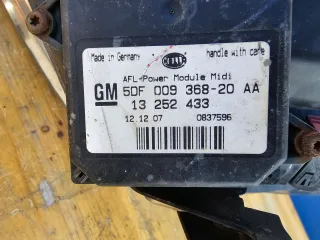 Made in Germany handle with care
AFL-Power Module Midi
GM 5DF 009 368-20 AA
13 252 433
12.12.07 0837596